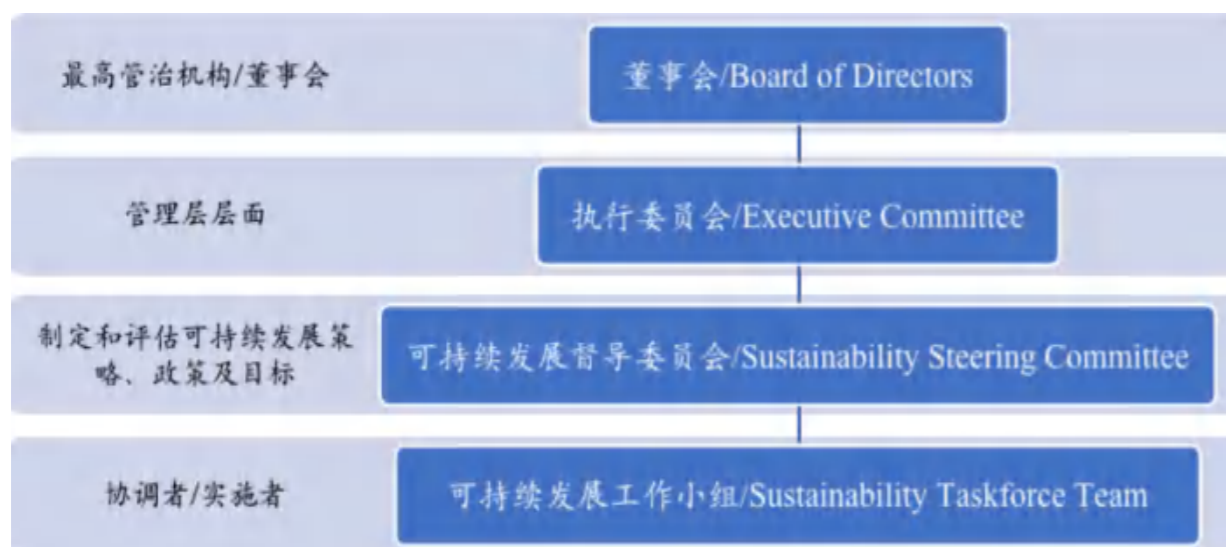 最高管治机构/董事会
董事会/Board of Directors
管理层层面
执行委员会/Executive Committee
制定和评估可持续发展策
略、政策及目标
可持续发展督导委员会/Sustainability Steering Committee
协调者/实施者
可持续发展工作小组/Sustainability Taskforce Team